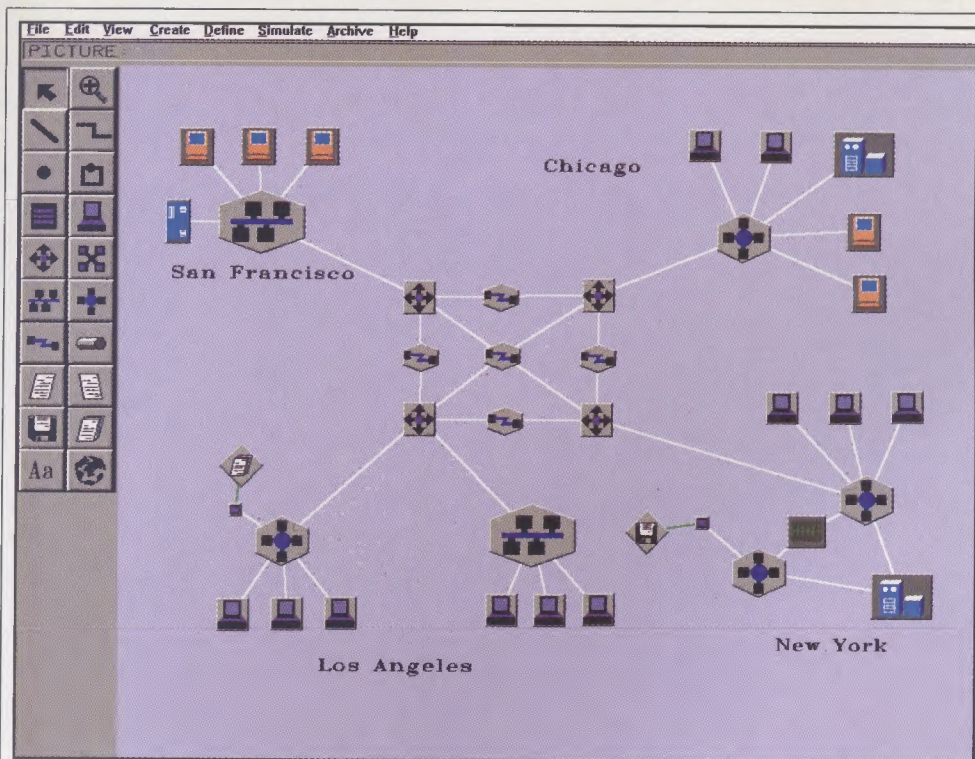 File Edit View Create Define Simulate Archive Help
PICTURE
Chicago
San Francisco
Aa
New York
Los Angeles